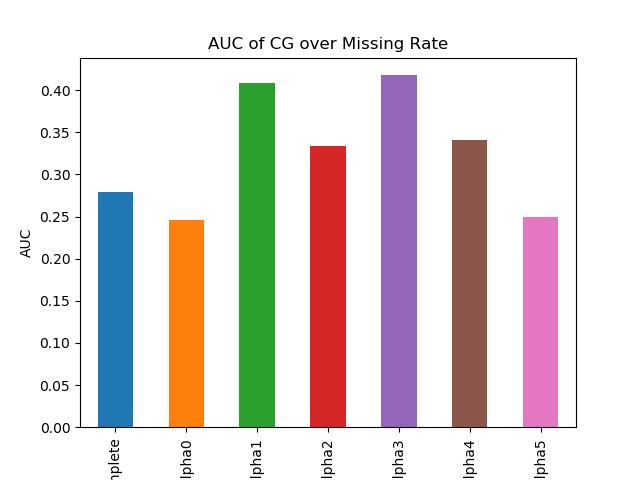 AUC of CG over Missing Rate
AUC
0.40
0.35
0.30
0.25
0.20
0.15
0.10
0.05
0.00
mplete
lpha0
lpha1
lpha2
lpha3
lpha4
lpha5